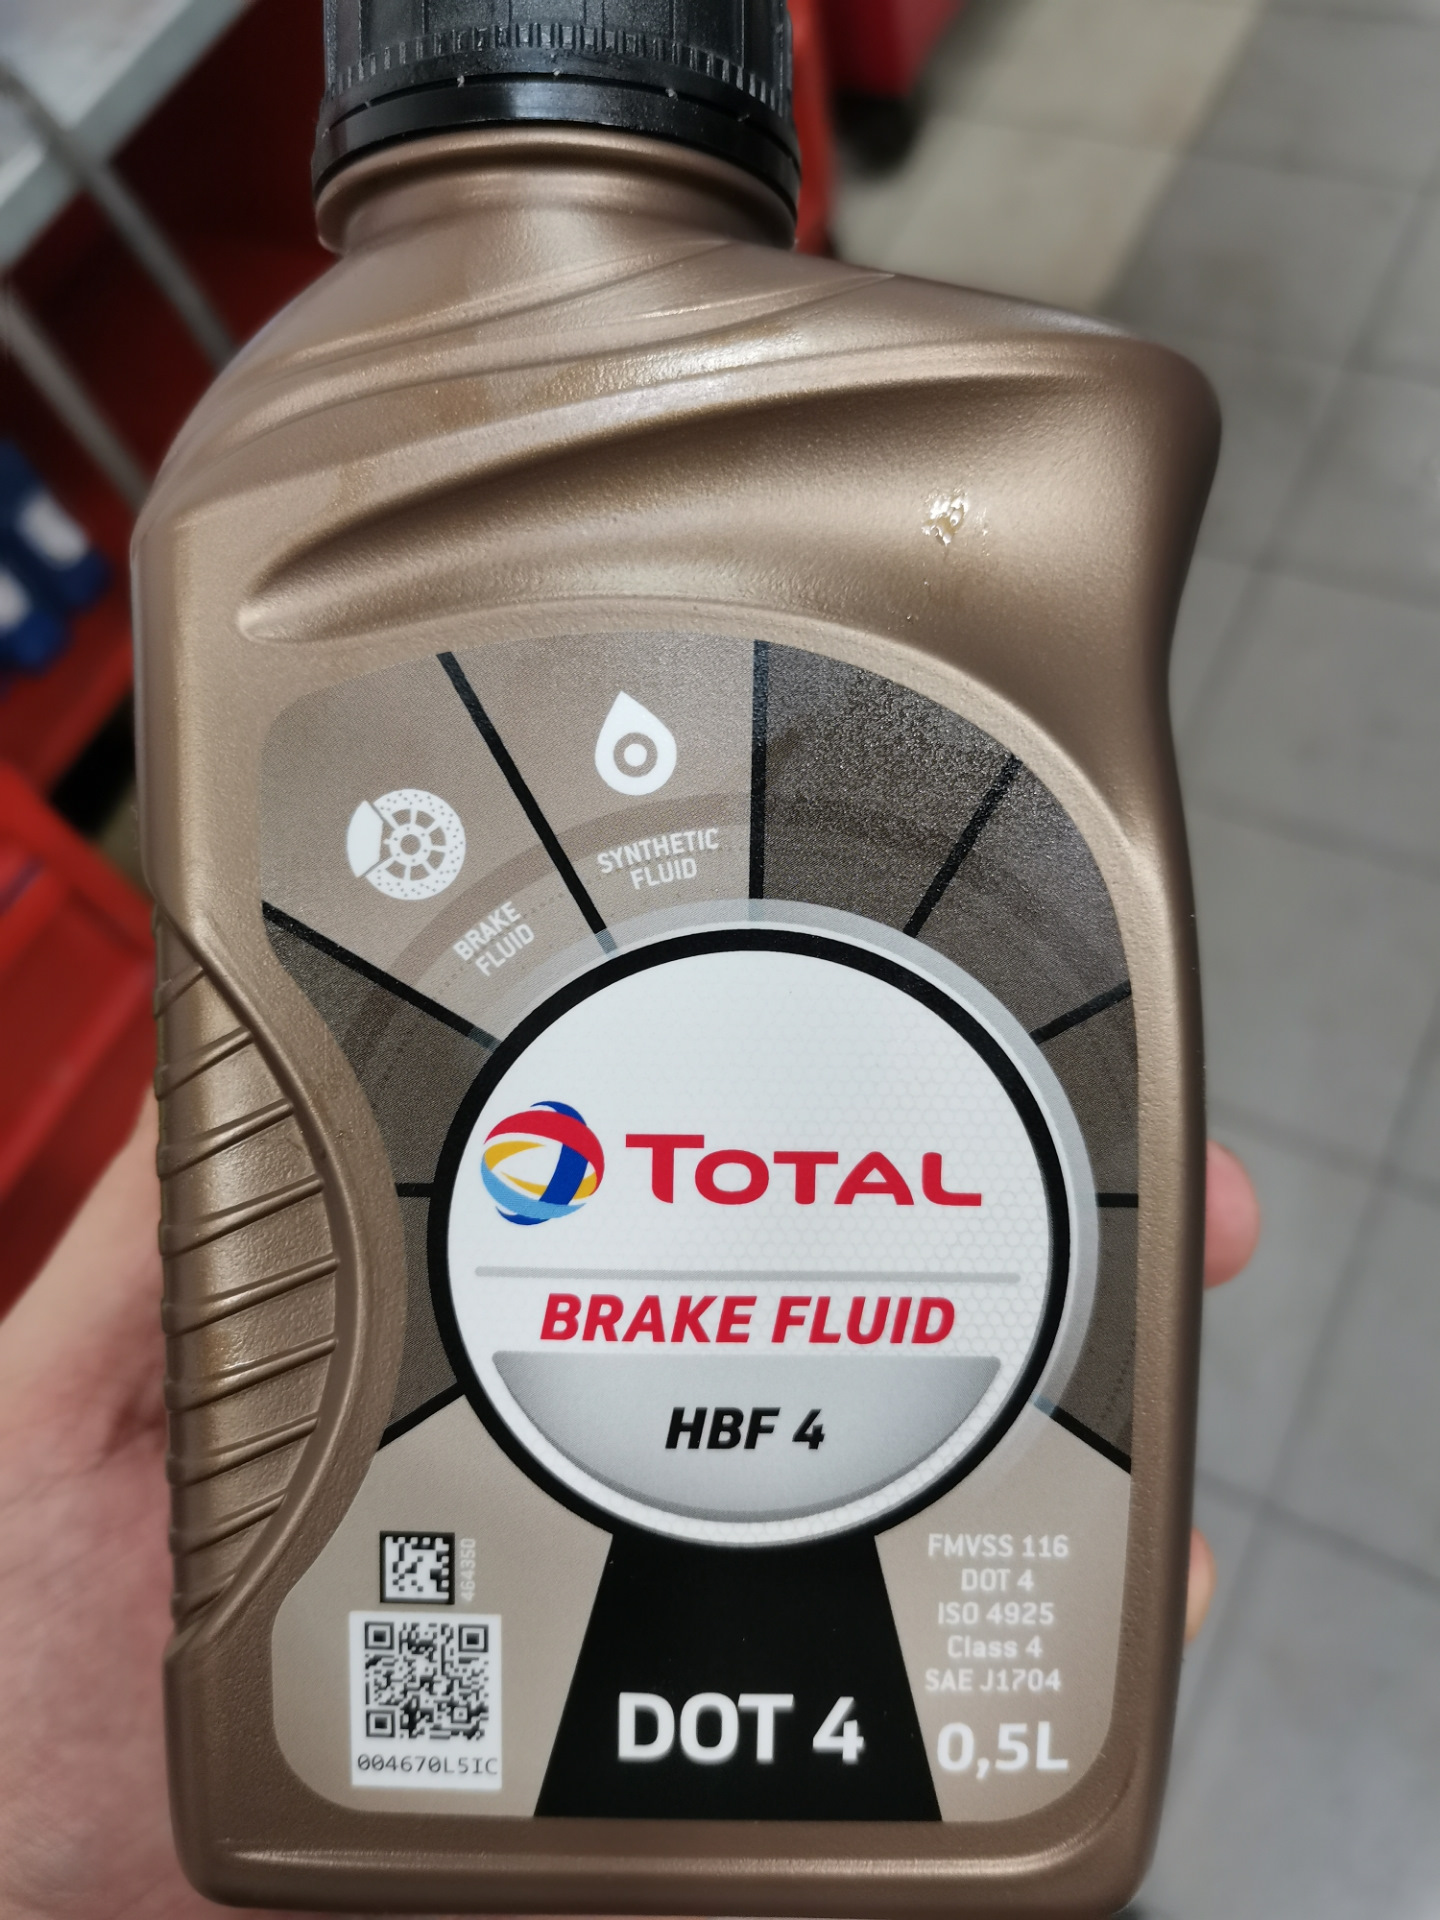 BRAKE
FLUID
SYNTHETIC
FLUID
TOTAL
BRAKE FLUID
HBF 4
464350
004670L5IC
DOT 4
FMVSS 116
DOT 4
ISO 4925
Class 4
SAE J1704
0,5L